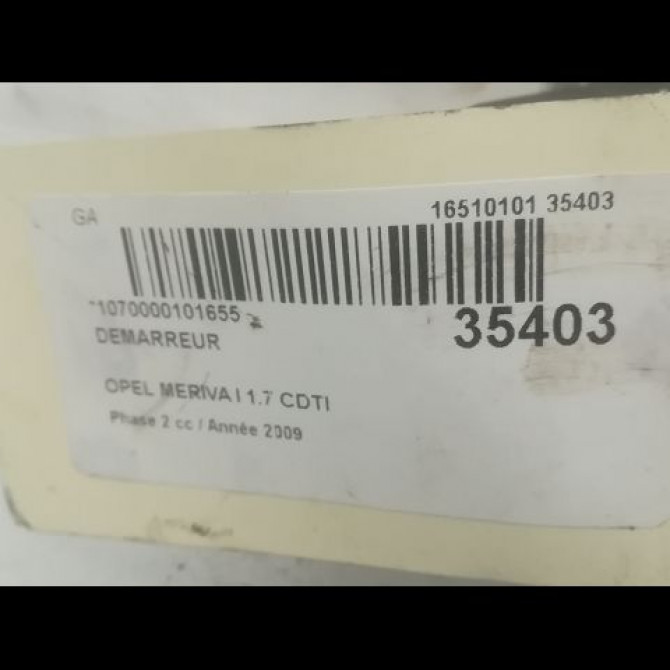 GA
16510101 35403
*1070000101655
35403
DEMARREUR
OPEL MERIVA I 1.7 CDTI
Phase 2 cc / Année 2009